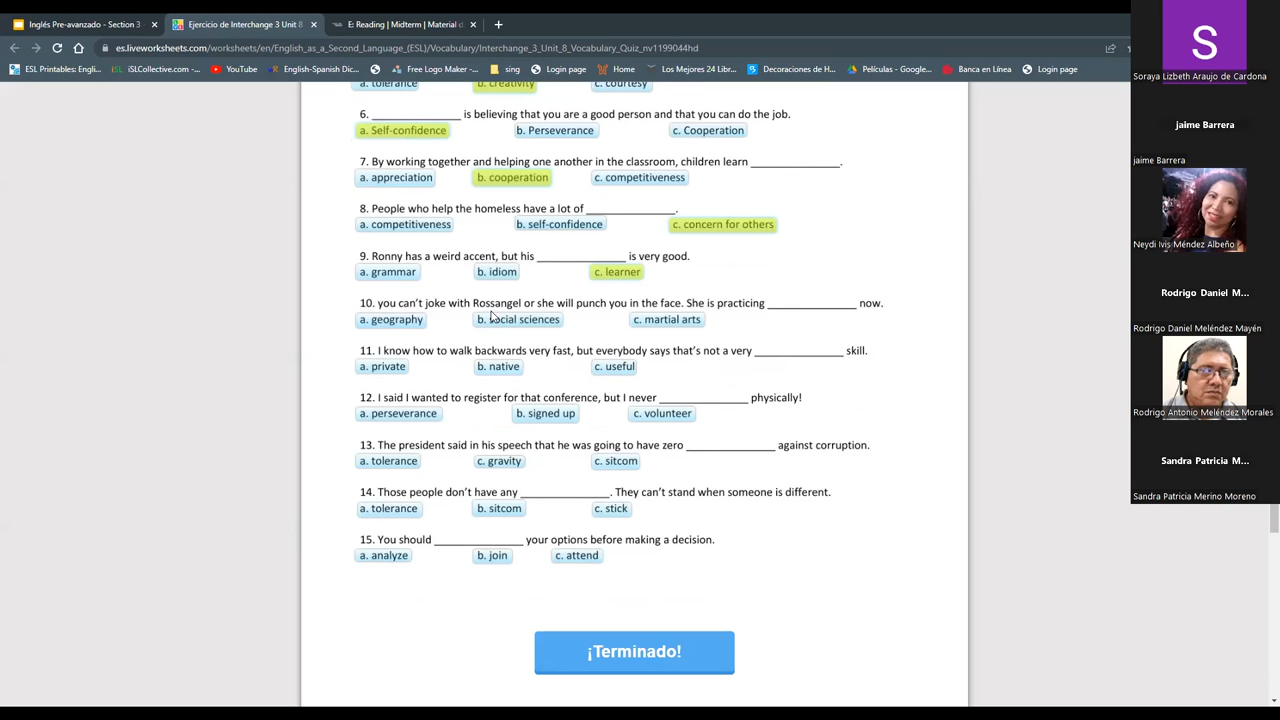 Inglés Pre-avanzado - Section 3
Ejercicio de Interchange 3 Unit 8
E: Reading | Midterm | Material d
es.liveworksheets.com/worksheets/en/English_as_a_Second_Language_(ESL)/Vocabulary/Interchange_3_Unit_8_Vocabulary_Quiz_nv1199044hd
ESL Printables: Engli... iSLCollective.com -... YouTube English-Spanish Dic... Free Logo Maker -... sing Login page Home Los Mejores 24 Libr... Decoraciones de H... Películas - Google... Banca en Línea Login page
a. tolerance b. creativity c. courtesy
6. ________________ is believing that you are a good person and that you can do the job.
a. Self-confidence b. Perseverance c. Cooperation
7. By working together and helping one another in the classroom, children learn ________________.
a. appreciation b. cooperation c. competitiveness
8. People who help the homeless have a lot of ________________.
a. competitiveness b. self-confidence c. concern for others
9. Ronny has a weird accent, but his ________________ is very good.
a. grammar b. idiom c. learner
10. you can't joke with Rossangel or she will punch you in the face. She is practicing ________________ now.
a. geography b. social sciences c. martial arts
11. I know how to walk backwards very fast, but everybody says that's not a very ________________ skill.
a. private b. native c. useful
12. I said I wanted to register for that conference, but I never ________________ physically!
a. perseverance b. signed up c. volunteer
13. The president said in his speech that he was going to have zero ________________ against corruption.
a. tolerance c. gravity c. sitcom
14. Those people don't have any ________________. They can't stand when someone is different.
a. tolerance b. sitcom c. stick
15. You should ________________ your options before making a decision.
a. analyze b. join c. attend
¡Terminado!
S
Soraya Lizbeth Araujo de Cardona
jaime Barrera
jaime Barrera
Neydi Ivis Méndez Albeño
Rodrigo Daniel M...
Rodrigo Daniel Meléndez Mayén
Rodrigo Antonio Meléndez Morales
Sandra Patricia M...
Sandra Patricia Merino Moreno